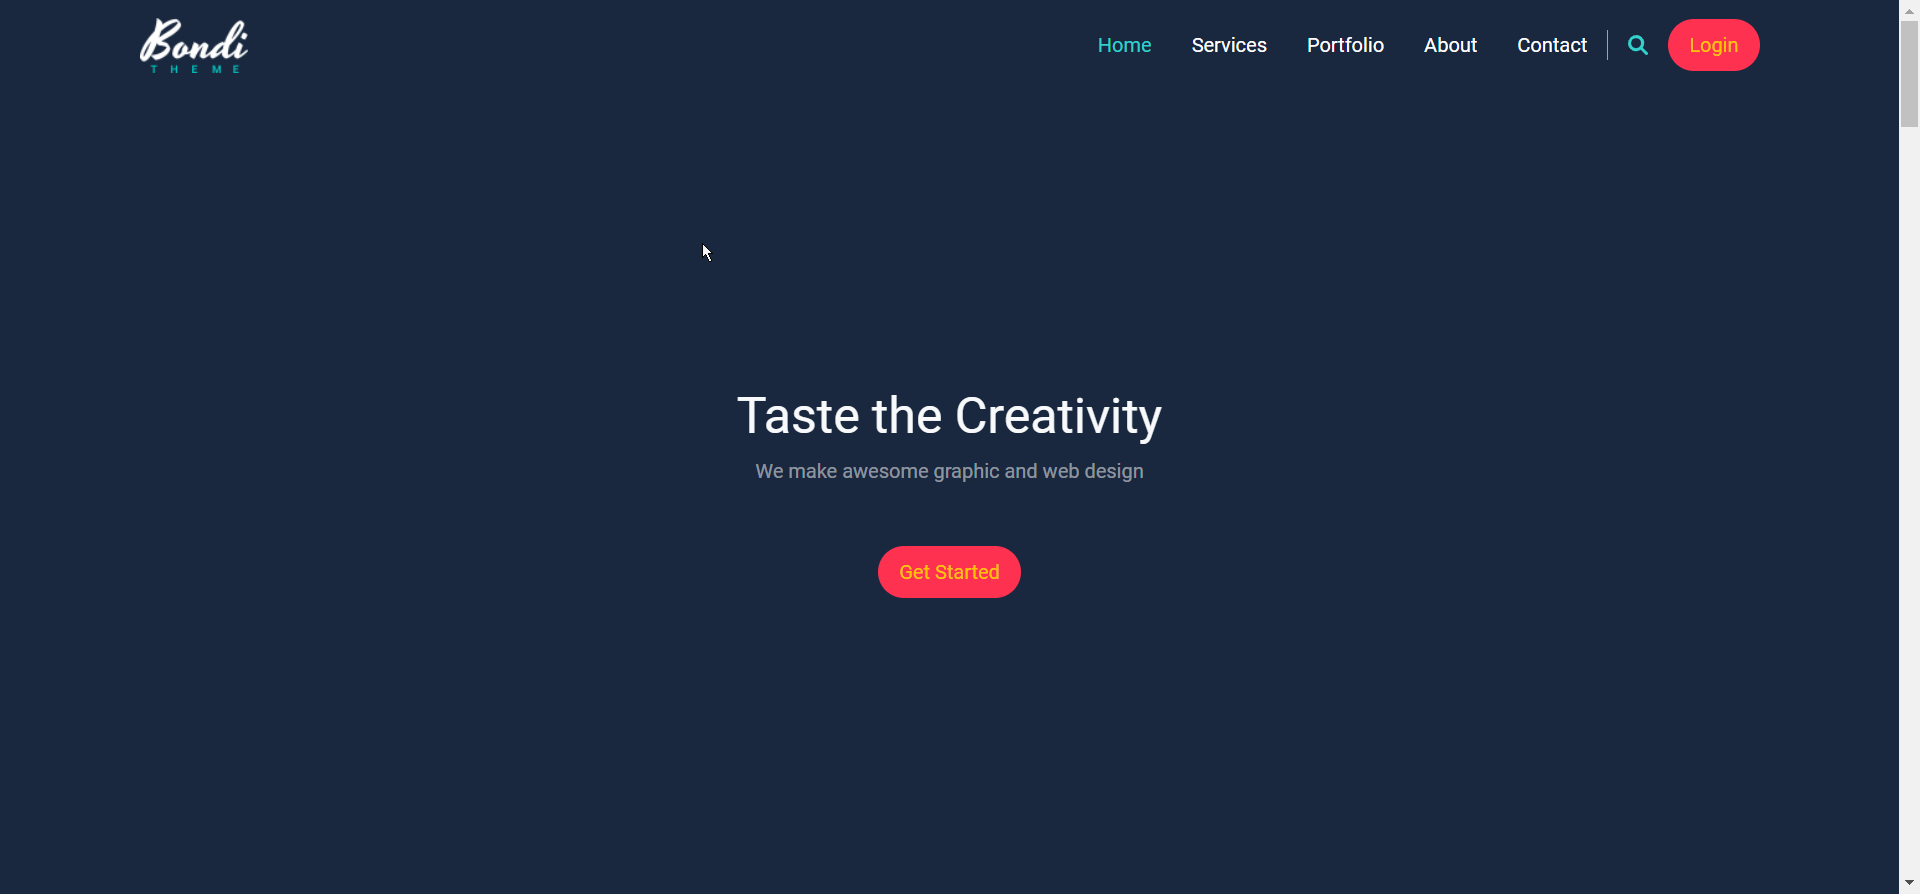 Bondi
THEME
Home Services Portfolio About Contact Login
Taste the Creativity
We make awesome graphic and web design
Get Started